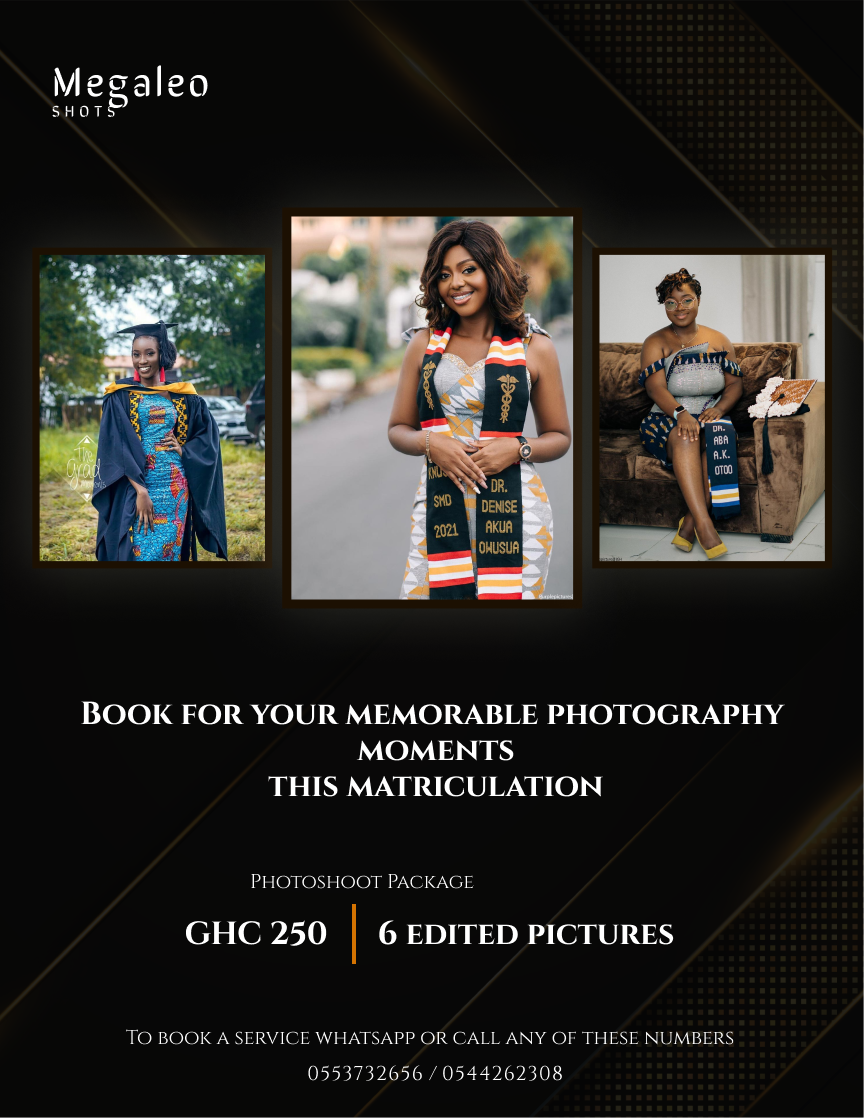 Megaleo
SHOTS
The
Grad
SMD
2021
DR.
DENISE
AKUA
OWUSUA
DR.
ABA
A.K.
OTOO
BOOK FOR YOUR MEMORABLE PHOTOGRAPHY
MOMENTS
THIS MATRICULATION
PHOTOSHOOT PACKAGE
GHC 250 | 6 EDITED PICTURES
TO BOOK A SERVICE WHATSAPP OR CALL ANY OF THESE NUMBERS
0553732656 / 0544262308